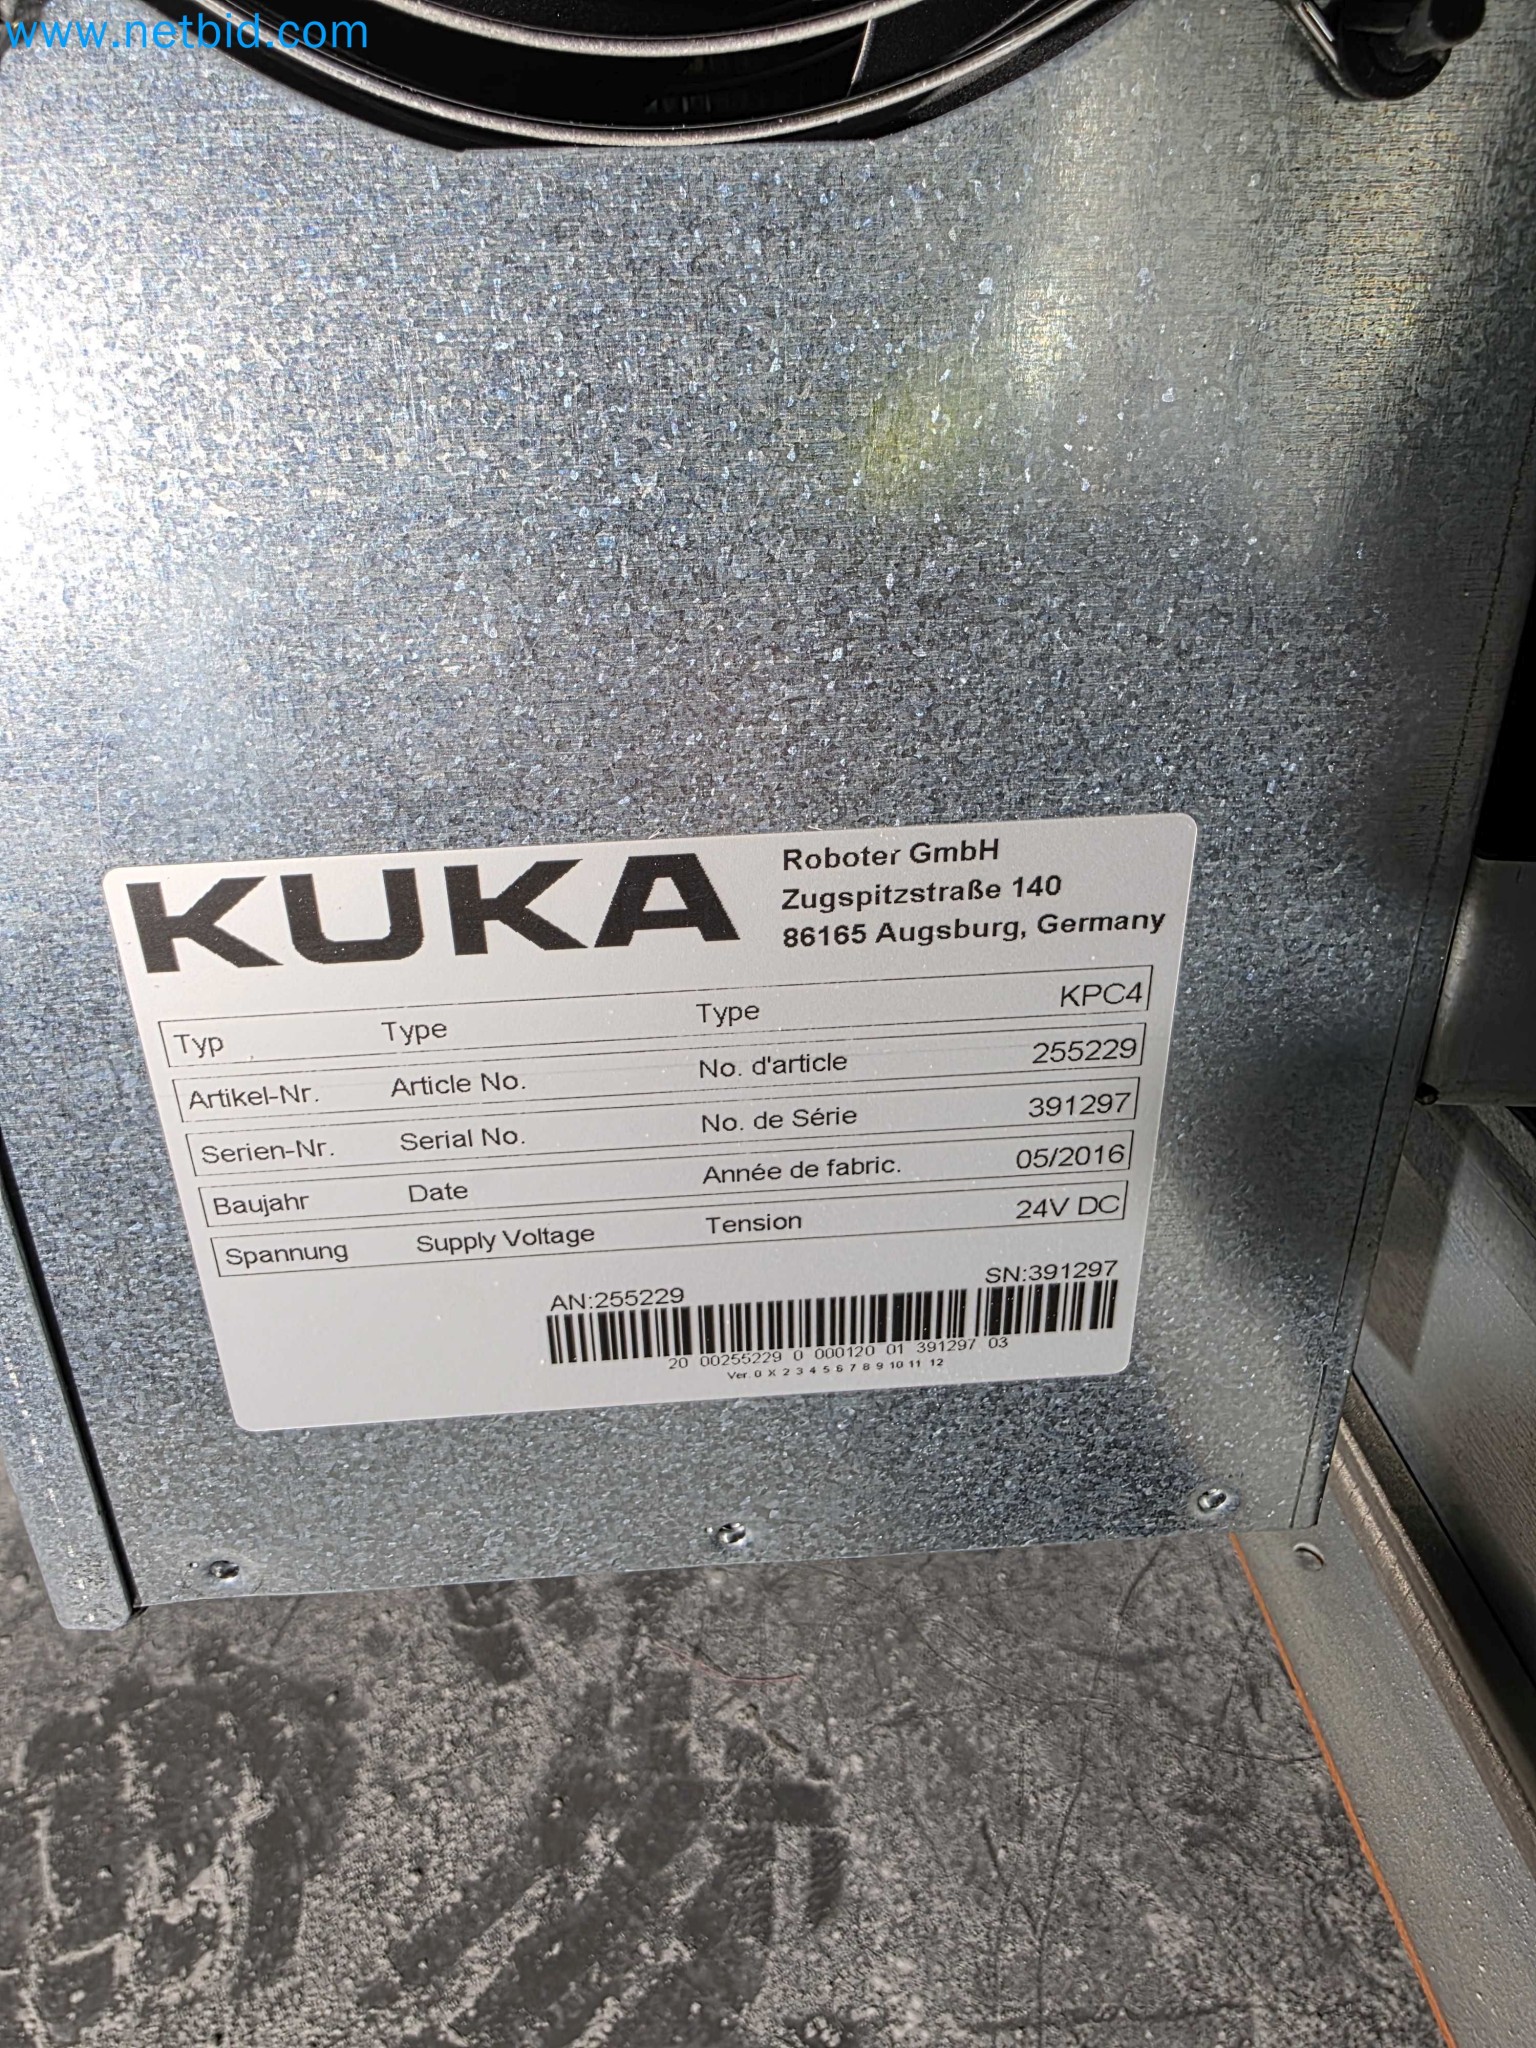 www.netbid.com
KUKA
Roboter GmbH
Zugspitzstraße 140
86165 Augsburg, Germany
Typ Type Type KPC4
Artikel-Nr. Article No. No. d'article 255229
Serien-Nr. Serial No. No. de Série 391297
Baujahr Date Année de fabric. 05/2016
Spannung Supply Voltage Tension 24V DC
AN:255229 SN:391297
20 00255229 0 000120 01 391297 03
Ver. 0 X 2 3 4 5 6 7 8 9 10 11 12